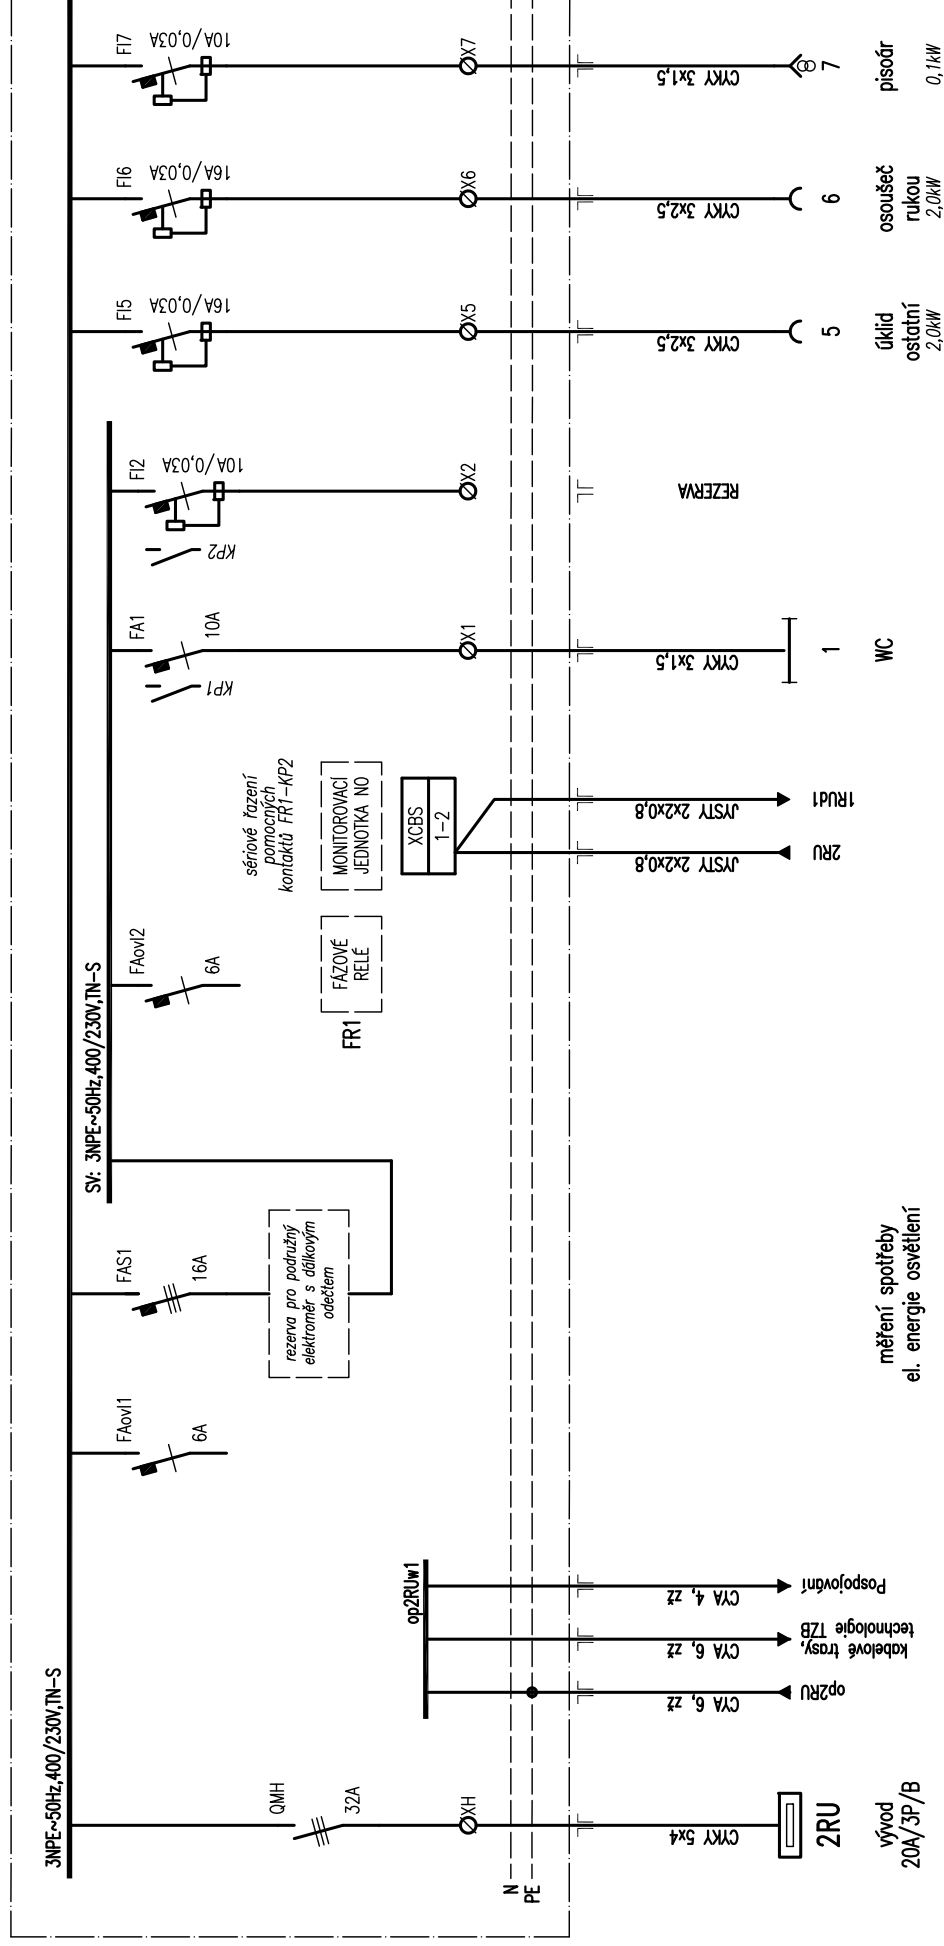 3NPE~50Hz,400/230V,TN-S
QMH
32A
XH
N
PE
CYKY 5x4
2RU
vývod
20A/3P/B
op2RUw1
CYA 6, zž
CYA 6, zž
CYA 4, zž
op2RU
kabelové trasy,
technologie TZB
Pospojování
FAovl1
6A
FAS1
16A
rezerva pro podružný
elektroměr s dálkovým
odečtem
měření spotřeby
el. energie osvětlení
SV: 3NPE~50Hz,400/230V,TN-S
FAovl2
6A
FR1
FÁZOVÉ
RELÉ
sériové řazení
pomocných
kontaktů FR1-KP2
MONITOROVACÍ
JEDNOTKA NO
XCBS
1-2
JYSTY 2x2x0,8
JYSTY 2x2x0,8
2RU
1RUd1
KP1
FA1
10A
X1
CYKY 3x1,5
1
WC
KP2
FI2
10A/0,03A
X2
REZERVA
FI5
16A/0,03A
X5
CYKY 3x2,5
5
úklid
ostatní
2,0kW
FI6
16A/0,03A
X6
CYKY 3x2,5
6
osoušeč
rukou
2,0kW
FI7
10A/0,03A
X7
CYKY 3x1,5
7
pisoár
0,1kW